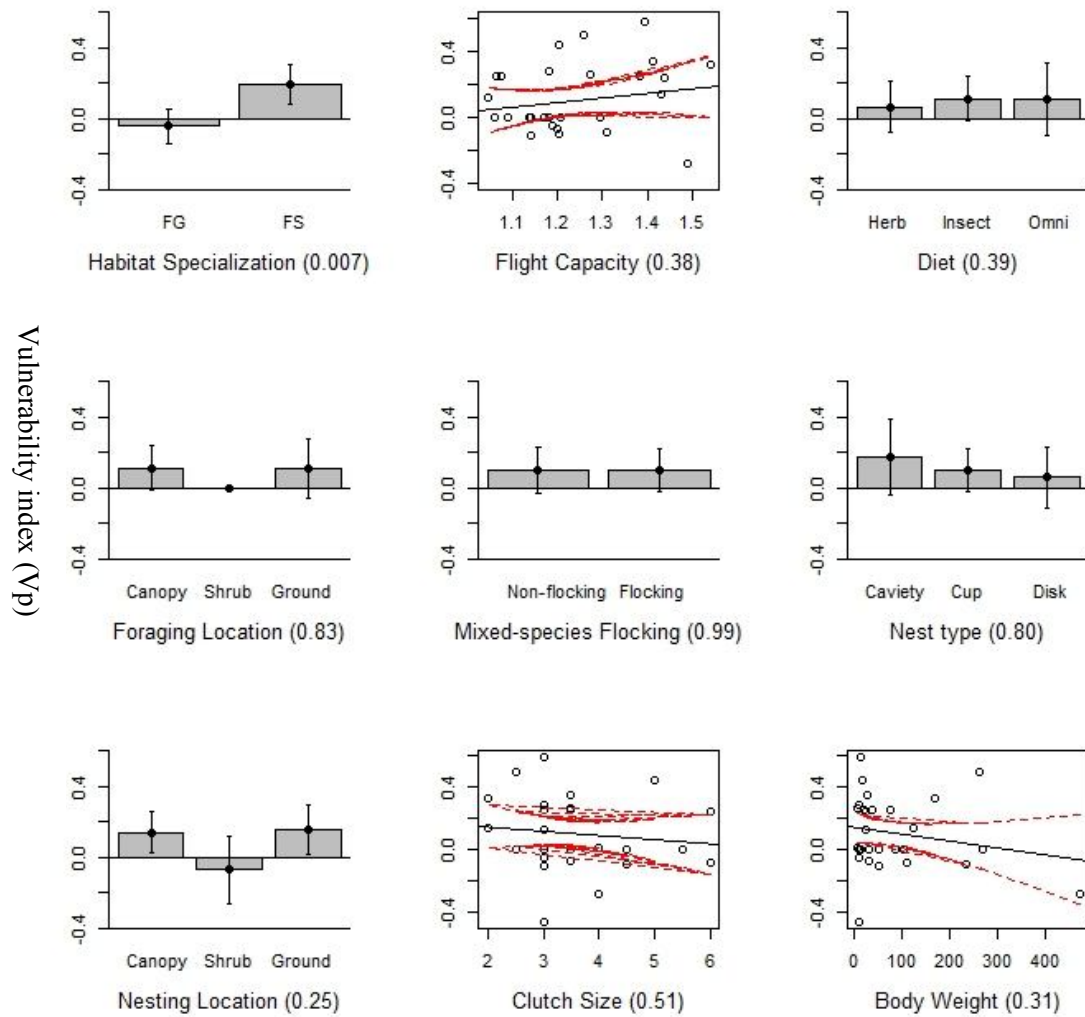 Vulnerability index (Vp)
0.4
0.0
-0.4
FG FS
Habitat Specialization (0.007)
0.4
0.0
-0.4
1.1 1.2 1.3 1.4 1.5
Flight Capacity (0.38)
0.4
0.0
-0.4
Herb Insect Omni
Diet (0.39)
0.4
0.0
-0.4
Canopy Shrub Ground
Foraging Location (0.83)
0.4
0.0
-0.4
Non-flocking Flocking
Mixed-species Flocking (0.99)
0.4
0.0
-0.4
Caviety Cup Disk
Nest type (0.80)
0.4
0.0
-0.4
Canopy Shrub Ground
Nesting Location (0.25)
0.4
0.0
-0.4
2 3 4 5 6
Clutch Size (0.51)
0.4
0.0
-0.4
0 100 200 300 400
Body Weight (0.31)